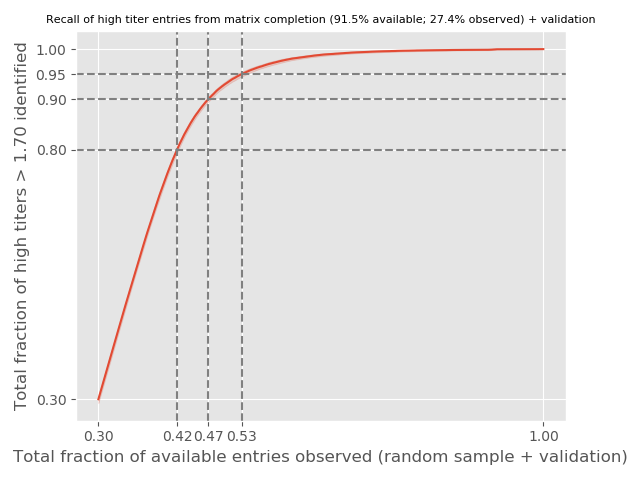 Recall of high titer entries from matrix completion (91.5% available; 27.4% observed) + validation
Total fraction of high titers > 1.70 identified
1.00
0.95
0.90
0.80
0.30
0.30 0.42 0.47 0.53 1.00
Total fraction of available entries observed (random sample + validation)